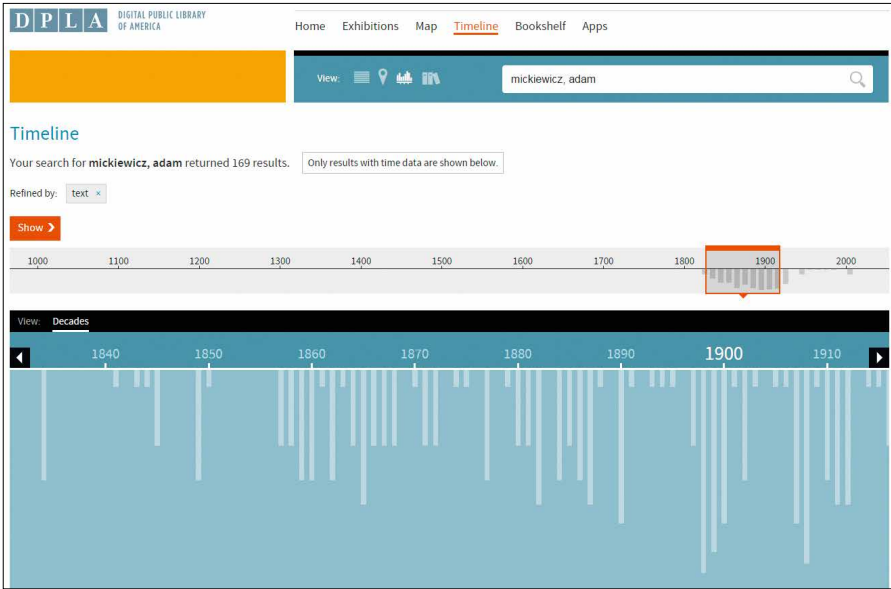 DPLA DIGITAL PUBLIC LIBRARY
OF AMERICA
Home Exhibitions Map Timeline Bookshelf Apps
View: mickiewicz, adam
Timeline
Your search for mickiewicz, adam returned 169 results. Only results with time data are shown below.
Refined by: text ×
Show ❯
1000 1100 1200 1300 1400 1500 1600 1700 1800 1900 2000
View: Decades
1840 1850 1860 1870 1880 1890 1900 1910